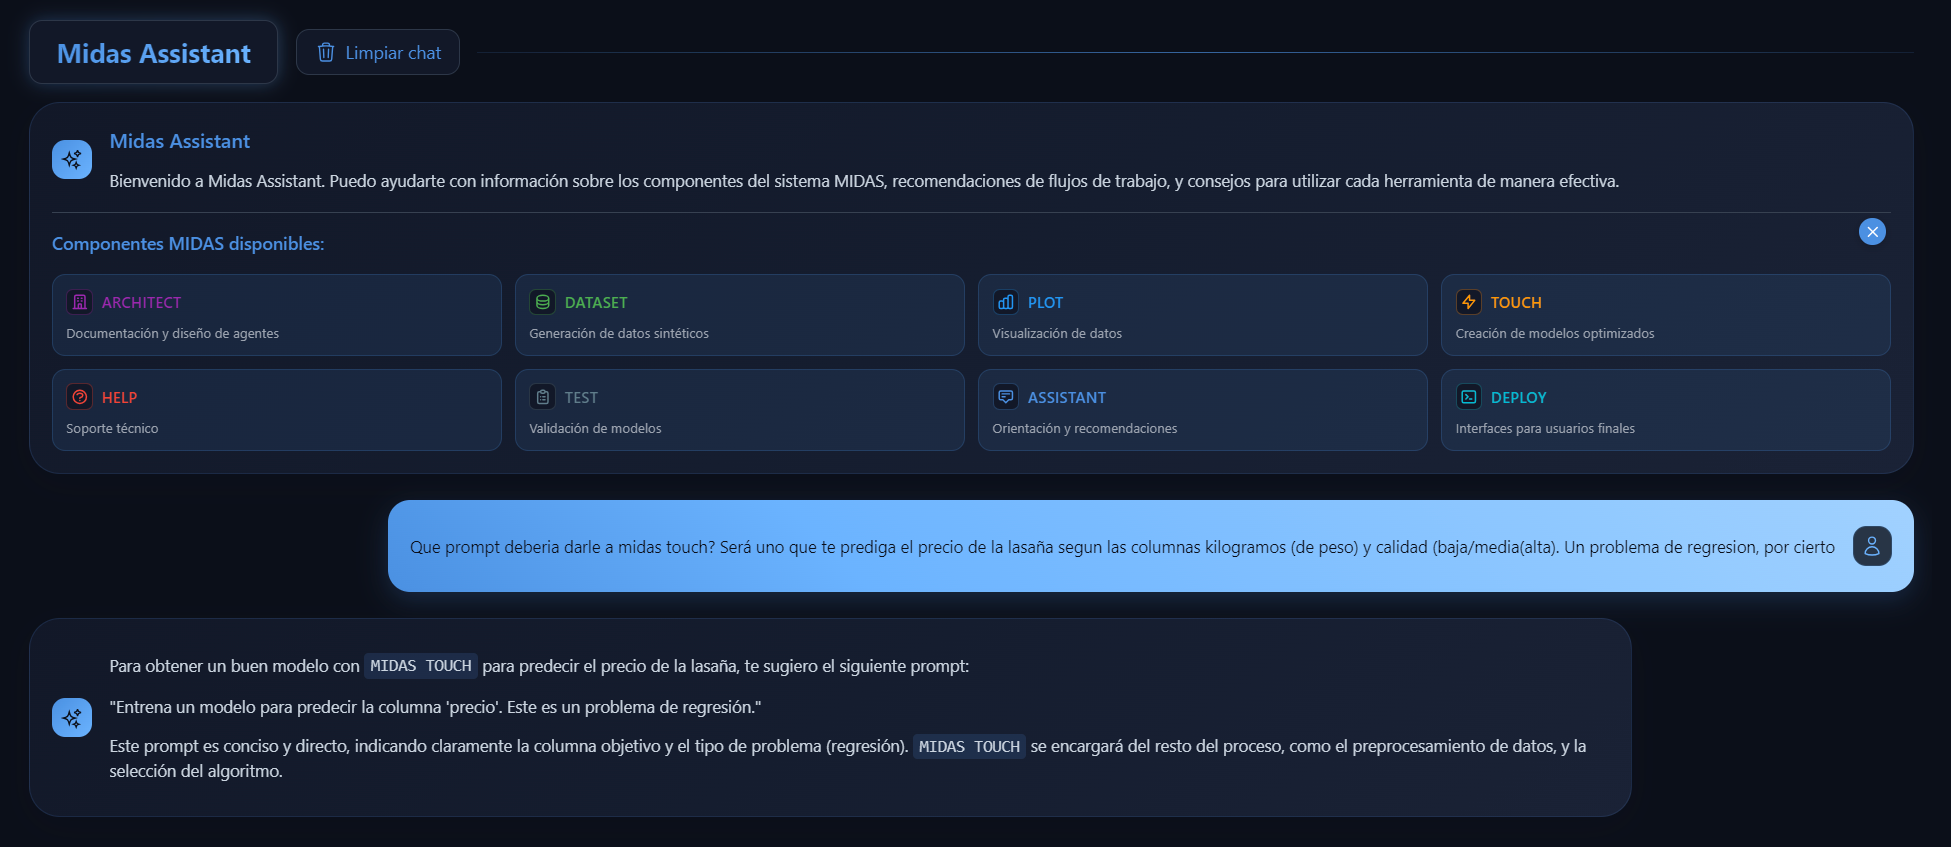 Midas Assistant
Limpiar chat
Midas Assistant
Bienvenido a Midas Assistant. Puedo ayudarte con información sobre los componentes del sistema MIDAS, recomendaciones de flujos de trabajo, y consejos para utilizar cada herramienta de manera efectiva.
Componentes MIDAS disponibles:
ARCHITECT
Documentación y diseño de agentes
DATASET
Generación de datos sintéticos
PLOT
Visualización de datos
TOUCH
Creación de modelos optimizados
HELP
Soporte técnico
TEST
Validación de modelos
ASSISTANT
Orientación y recomendaciones
DEPLOY
Interfaces para usuarios finales
Que prompt deberia darle a midas touch? Será uno que te prediga el precio de la lasaña segun las columnas kilogramos (de peso) y calidad (baja/media(alta). Un problema de regresion, por cierto
Para obtener un buen modelo con MIDAS TOUCH para predecir el precio de la lasaña, te sugiero el siguiente prompt:
"Entrena un modelo para predecir la columna 'precio'. Este es un problema de regresión."
Este prompt es conciso y directo, indicando claramente la columna objetivo y el tipo de problema (regresión). MIDAS TOUCH se encargará del resto del proceso, como el preprocesamiento de datos, y la
selección del algoritmo.